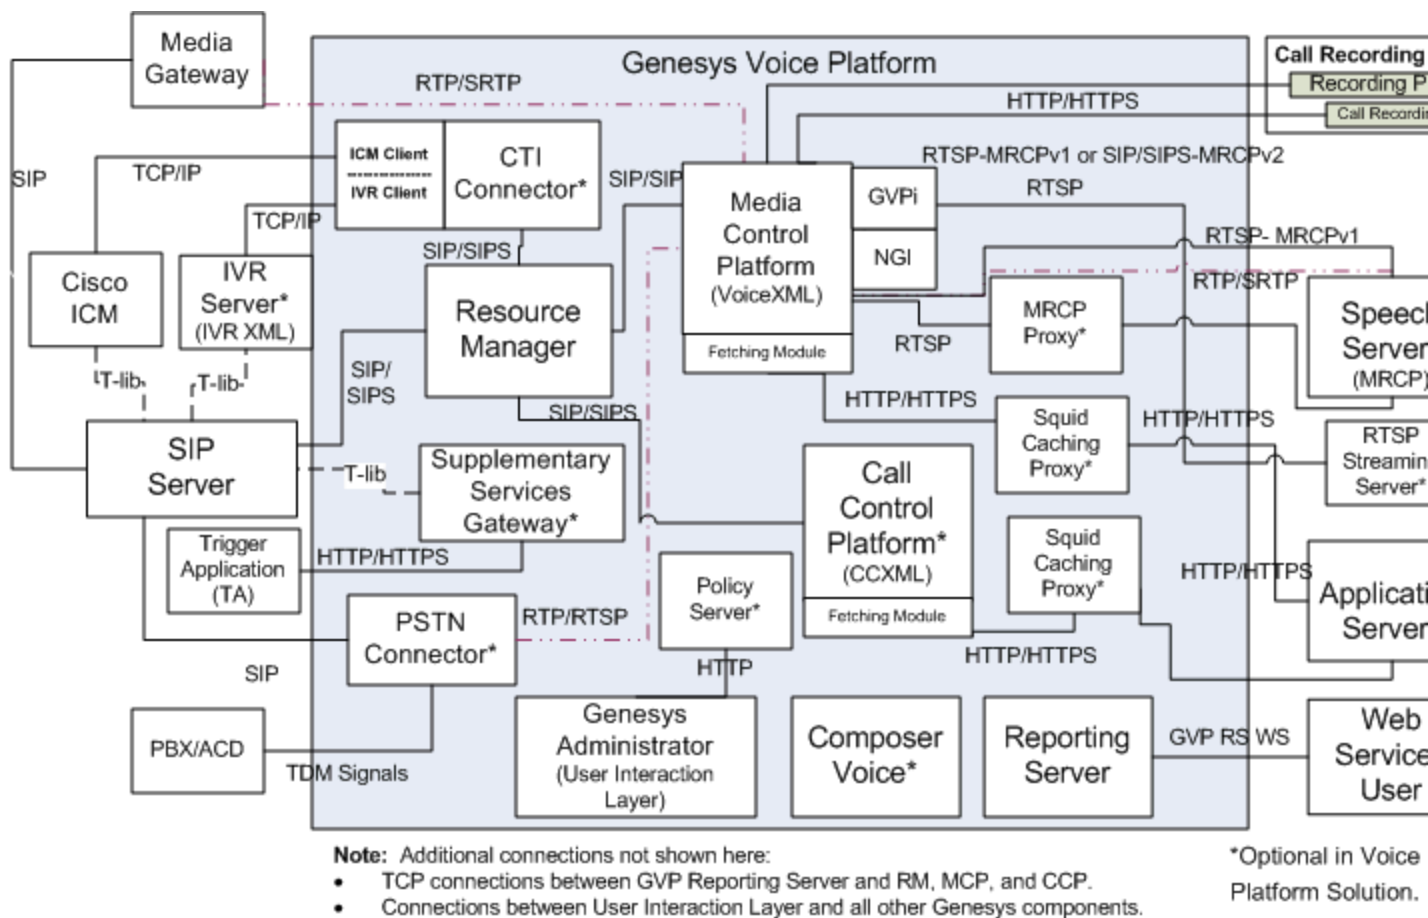 Media
Gateway
Genesys Voice Platform
Call Recording
Recording P
Call Recordin
RTP/SRTP
HTTP/HTTPS
SIP
TCP/IP
TCP/IP
ICM Client
IVR Client
CTI
Connector*
SIP/SIP
SIP/SIPS
RTSP-MRCPv1 or SIP/SIPS-MRCPv2
RTSP
RTSP- MRCPv1
RTP/SRTP
Media
Control
Platform
(VoiceXML)
Fetching Module
GVPi
NGI
Cisco
ICM
IVR
Server*
(IVR XML)
Resource
Manager
MRCP
Proxy*
RTSP
Speech
Server
(MRCP)
T-lib
T-lib
SIP/
SIPS
SIP/SIPS
HTTP/HTTPS
HTTP/HTTPS
Squid
Caching
Proxy*
RTSP
Streamin
Server*
SIP
Server
T-lib
Supplementary
Services
Gateway*
Call
Control
Platform*
(CCXML)
Fetching Module
Squid
Caching
Proxy*
HTTP/HTTPS
Trigger
Application
(TA)
HTTP/HTTPS
Policy
Server*
Applicati
Server
PSTN
Connector*
RTP/RTSP
HTTP/HTTPS
HTTP
SIP
PBX/ACD
TDM Signals
Genesys
Administrator
(User Interaction
Layer)
Composer
Voice*
Reporting
Server
GVP RS WS
Web
Service
User
Note: Additional connections not shown here:
• TCP connections between GVP Reporting Server and RM, MCP, and CCP.
• Connections between User Interaction Layer and all other Genesys components.
*Optional in Voice
Platform Solution.